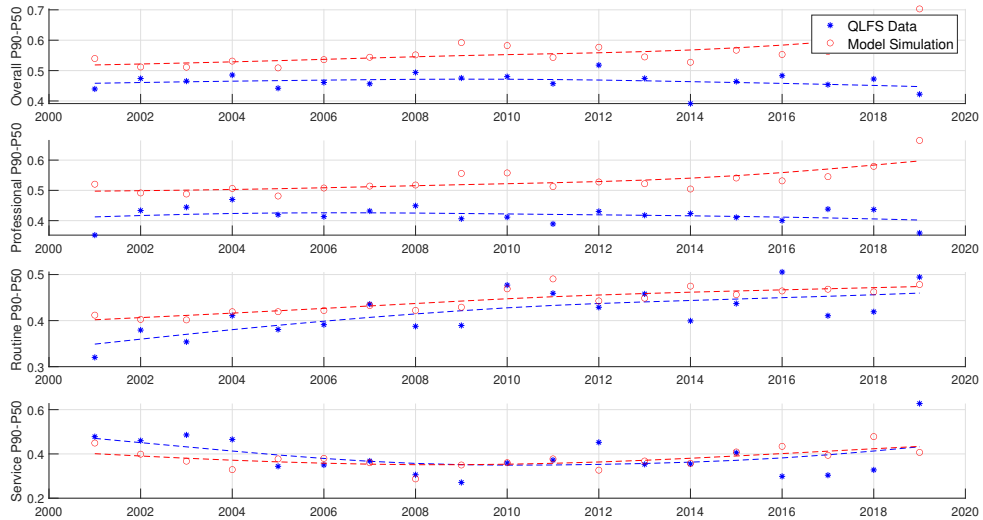 0.7
0.6
0.5
0.4
Overall P90-P50
QLFS Data
Model Simulation
2000 2002 2004 2006 2008 2010 2012 2014 2016 2018 2020
0.6
0.5
0.4
Professional P90-P50
2000 2002 2004 2006 2008 2010 2012 2014 2016 2018 2020
0.5
0.4
0.3
Routine P90-P50
2000 2002 2004 2006 2008 2010 2012 2014 2016 2018 2020
0.6
0.4
0.2
Service P90-P50
2000 2002 2004 2006 2008 2010 2012 2014 2016 2018 2020